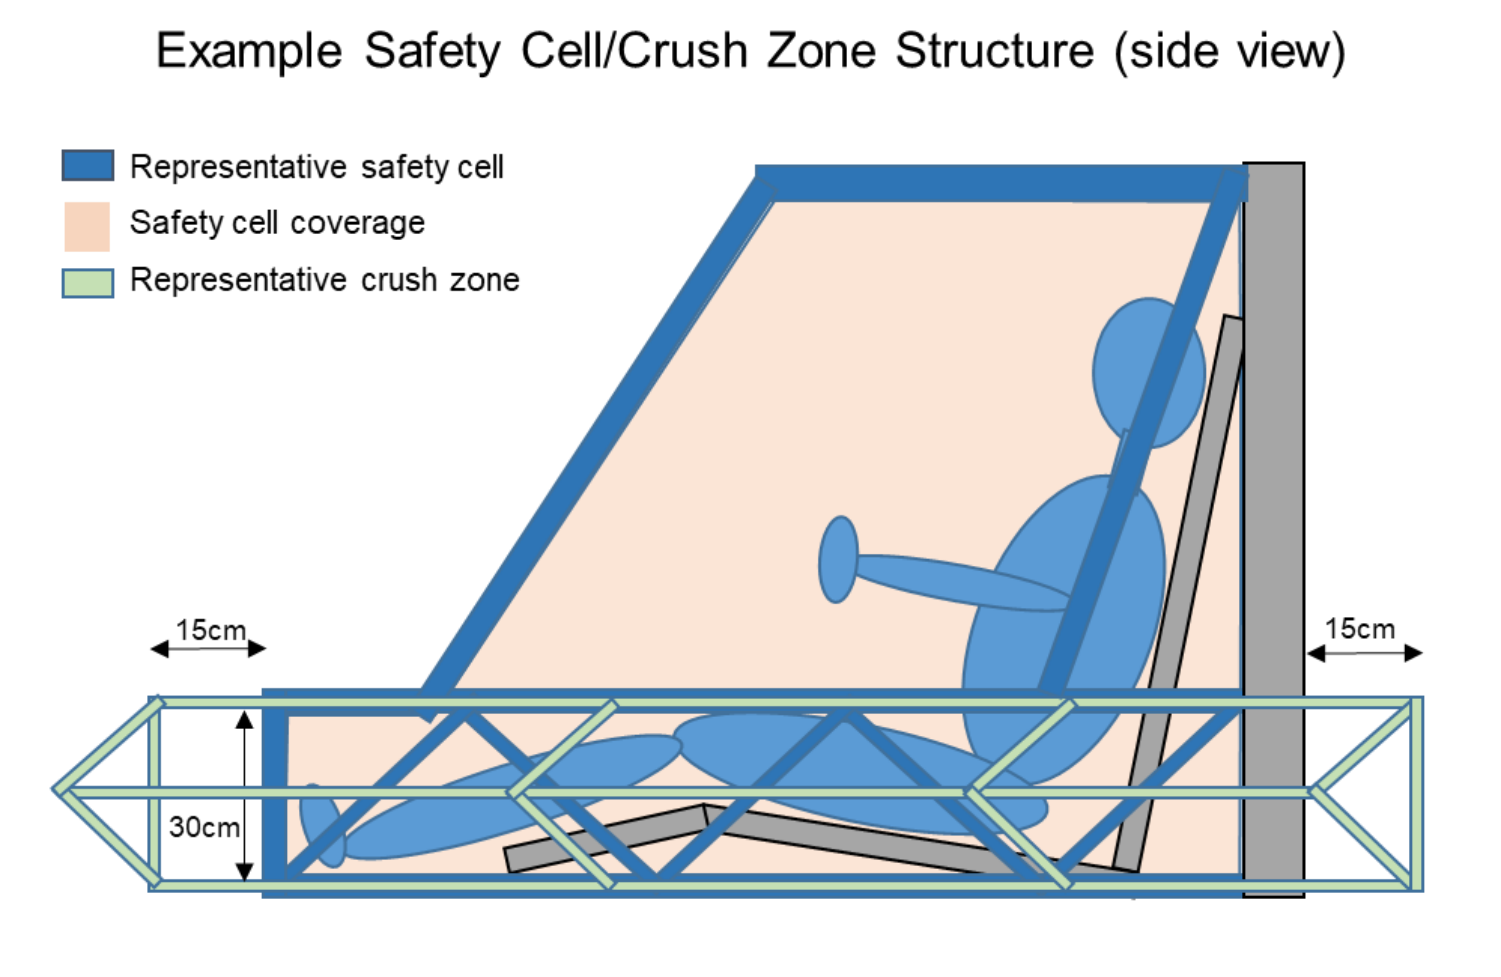 Example Safety Cell/Crush Zone Structure (side view)
Representative safety cell
Safety cell coverage
Representative crush zone
15cm
15cm
30cm